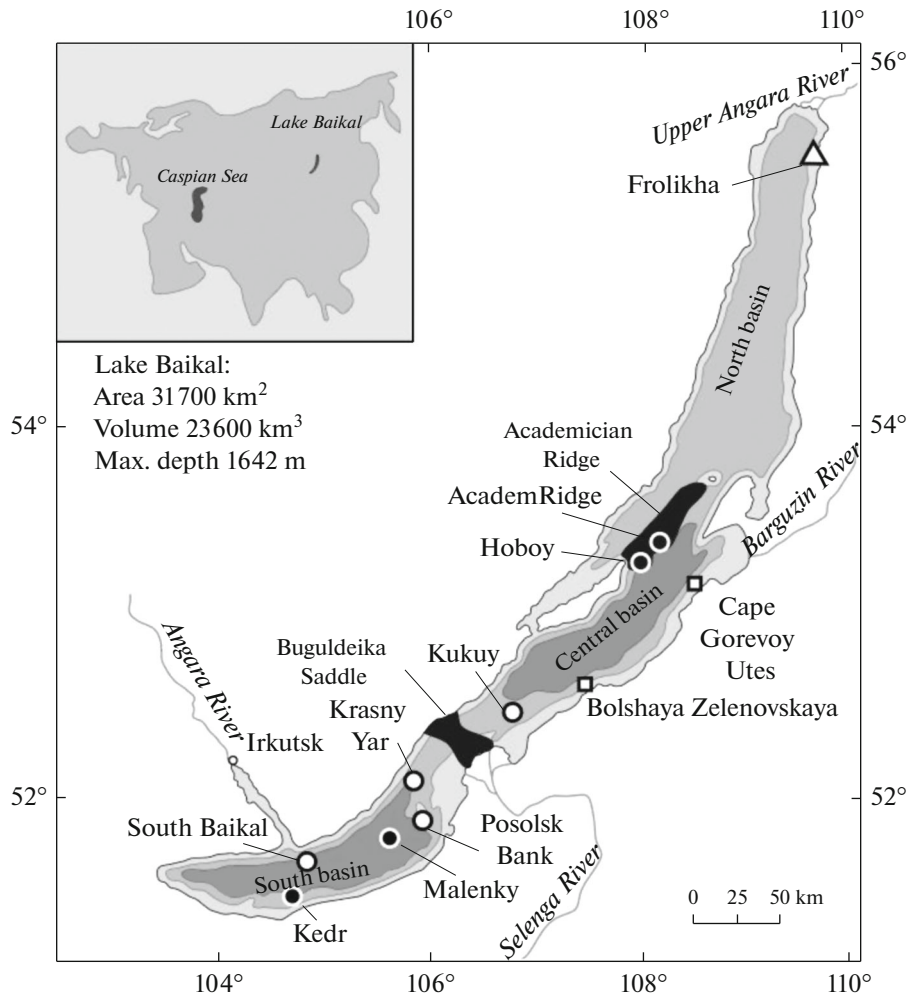 106°
108°
110°
56°
Upper Angara River
Lake Baikal
Caspian Sea
Frolikha
North basin
Lake Baikal:
Area 31700 km²
Volume 23600 km³
Max. depth 1642 m
54°
54°
Academician
Ridge
AcademRidge
Hoboy
Barguzin River
Cape
Gorevoy
Utes
Central basin
Buguldeika
Saddle
Kukuy
Bolshaya Zelenovskaya
Angara River
Irkutsk
Krasny
Yar
52°
52°
South Baikal
Posolsk
Bank
South basin
Malenky
Kedr
Selenga River
0 25 50 km
104°
106°
108°
110°